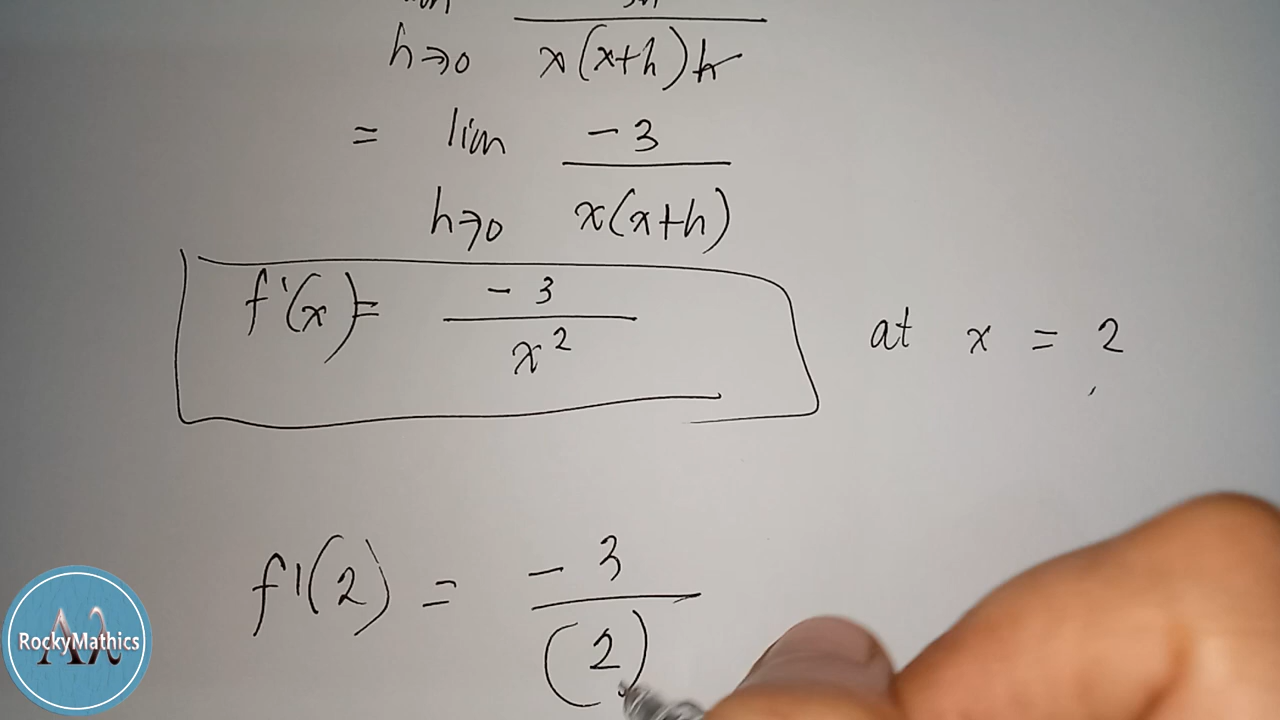 h→0 x(x+h)h
= lim -3
h→0 x(x+h)
f'(x) = -3
x² at x = 2
f'(2) = -3
(2)
RockyMathics